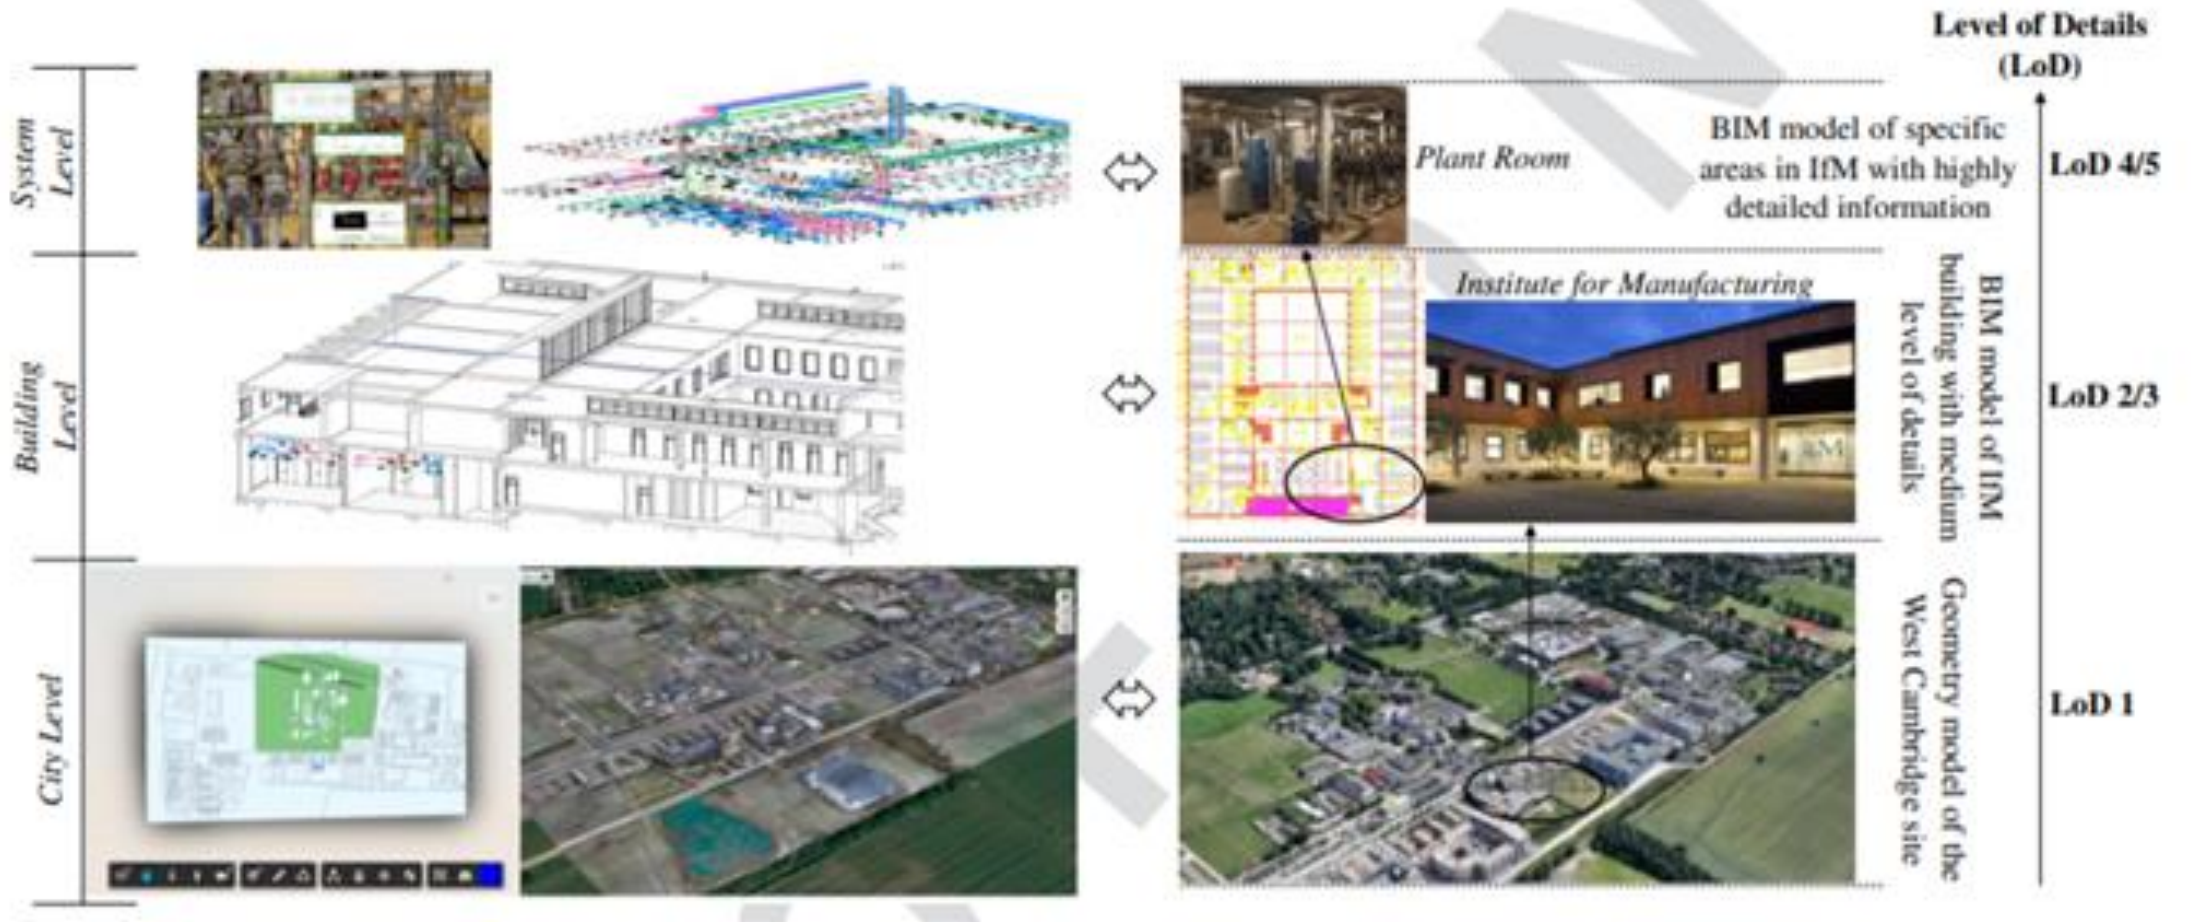 Level of Details
(LoD)
System
Level
Plant Room
BIM model of specific
areas in IfM with highly
detailed information
LoD 4/5
Building
Level
Institute for Manufacturing
IfM
BIM model of IfM
building with medium
level of details
LoD 2/3
City Level
Geometry model of the
West Cambridge site
LoD 1